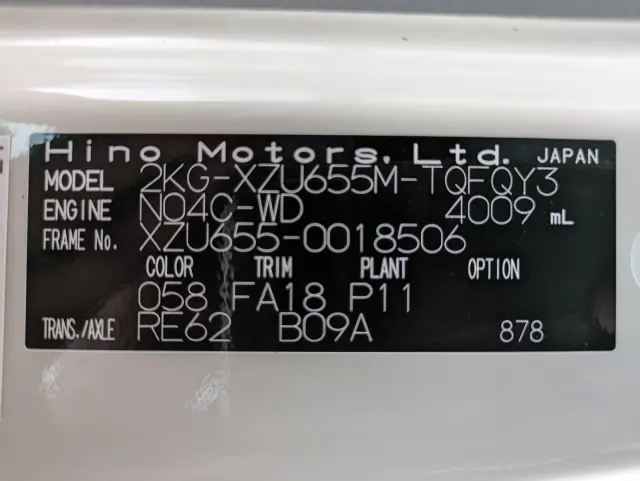 Hino Motors, Ltd. JAPAN
MODEL 2KG-XZU655M-TQFQY3
ENGINE N04C-WD 4009 mL
FRAME No. XZU655-0018506
COLOR TRIM PLANT OPTION
058 FA18 P11
TRANS./AXLE RE62 B09A 878